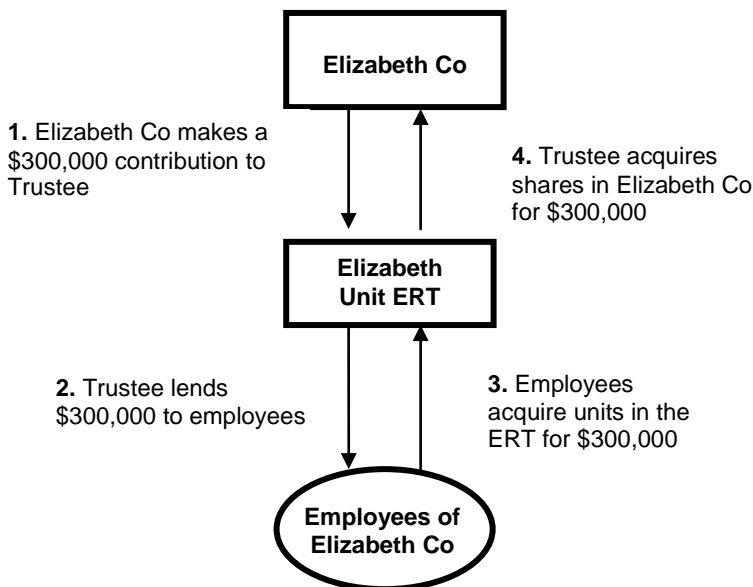 Elizabeth Co
1. Elizabeth Co makes a
$300,000 contribution to
Trustee
4. Trustee acquires
shares in Elizabeth Co
for $300,000
Elizabeth
Unit ERT
2. Trustee lends
$300,000 to employees
3. Employees
acquire units in the
ERT for $300,000
Employees of
Elizabeth Co